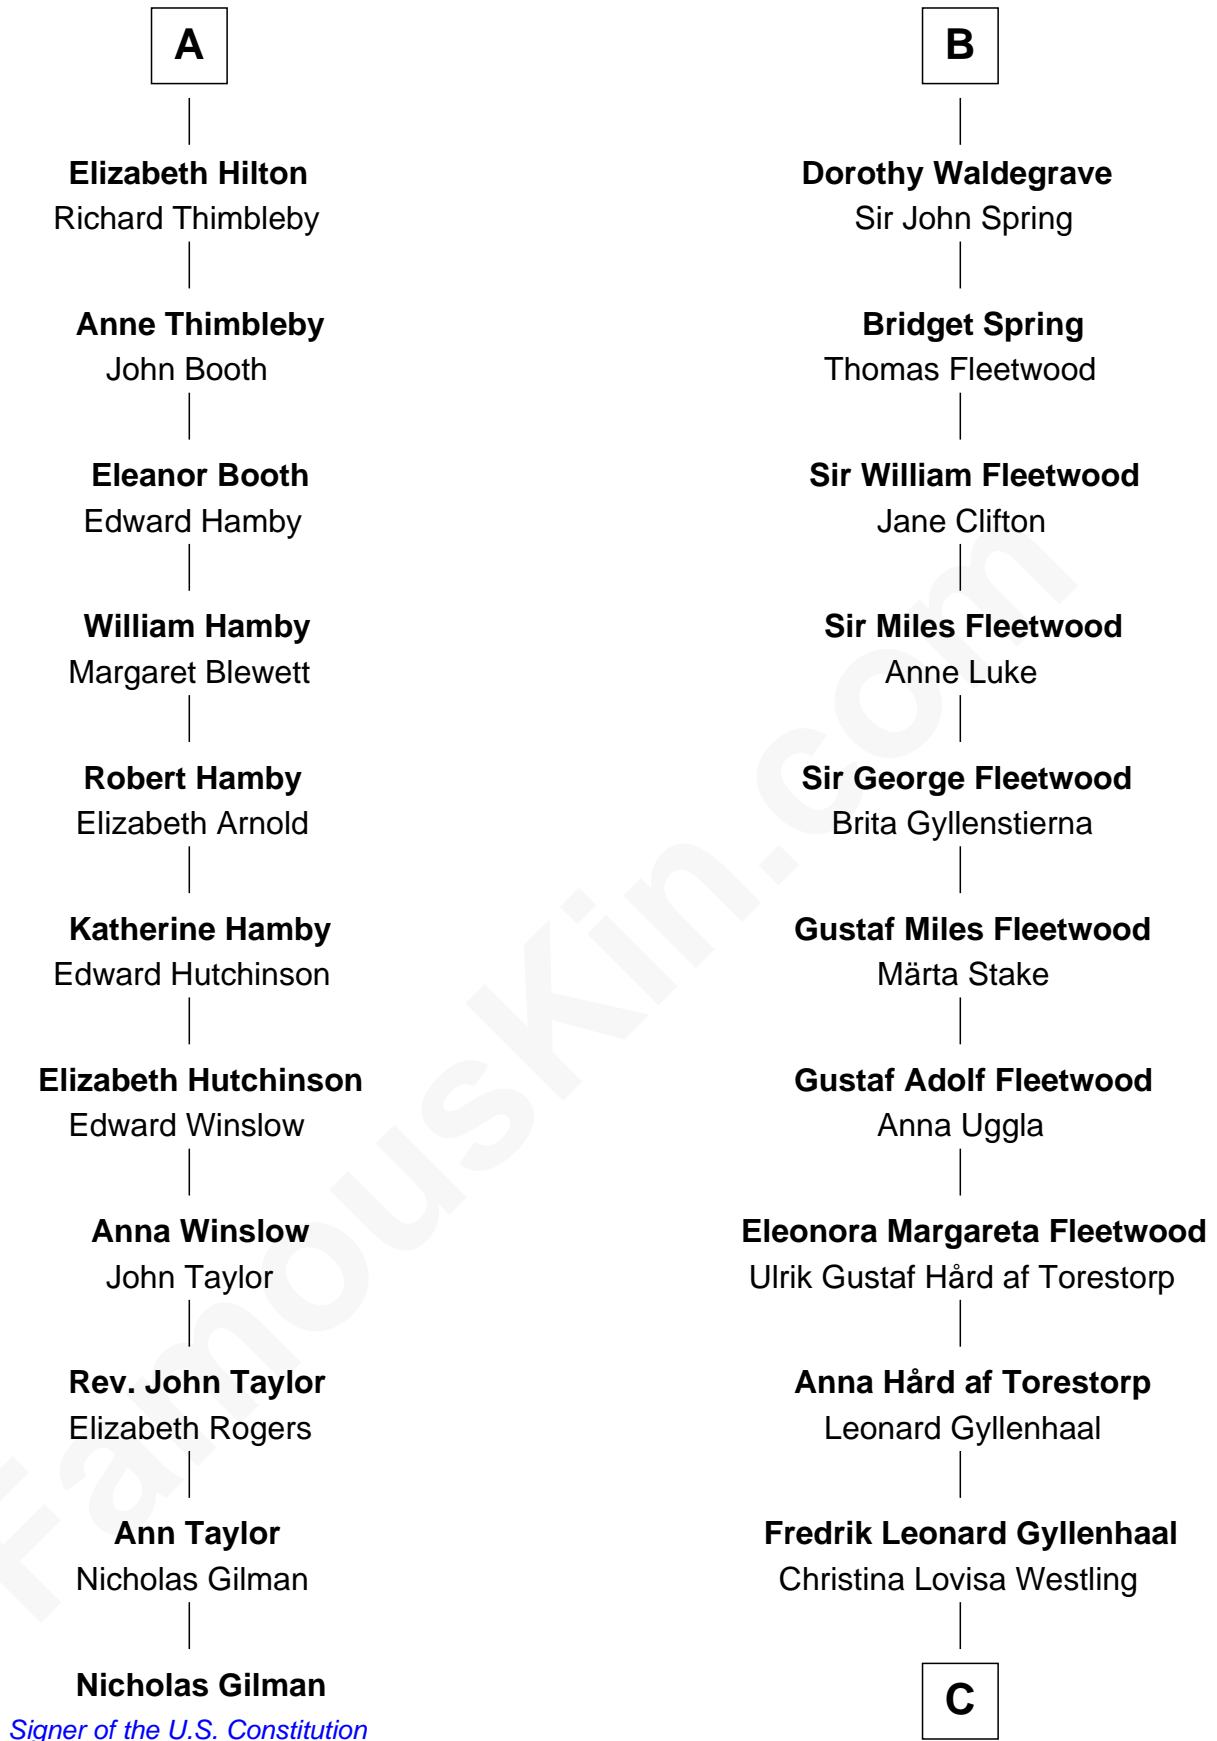 A
Elizabeth Hilton
Richard Thimbleby
Anne Thimbleby
John Booth
Eleanor Booth
Edward Hamby
William Hamby
Margaret Blewett
Robert Hamby
Elizabeth Arnold
Katherine Hamby
Edward Hutchinson
Elizabeth Hutchinson
Edward Winslow
Anna Winslow
John Taylor
Rev. John Taylor
Elizabeth Rogers
Ann Taylor
Nicholas Gilman
Nicholas Gilman
Signer of the U.S. Constitution
B
Dorothy Waldegrave
Sir John Spring
Bridget Spring
Thomas Fleetwood
Sir William Fleetwood
Jane Clifton
Sir Miles Fleetwood
Anne Luke
Sir George Fleetwood
Brita Gyllenstierna
Gustaf Miles Fleetwood
Märta Stake
Gustaf Adolf Fleetwood
Anna Uggla
Eleonora Margareta Fleetwood
Ulrik Gustaf Hård af Torestorp
Anna Hård af Torestorp
Leonard Gyllenhaal
Fredrik Leonard Gyllenhaal
Christina Lovisa Westling
C
FamousKin.com